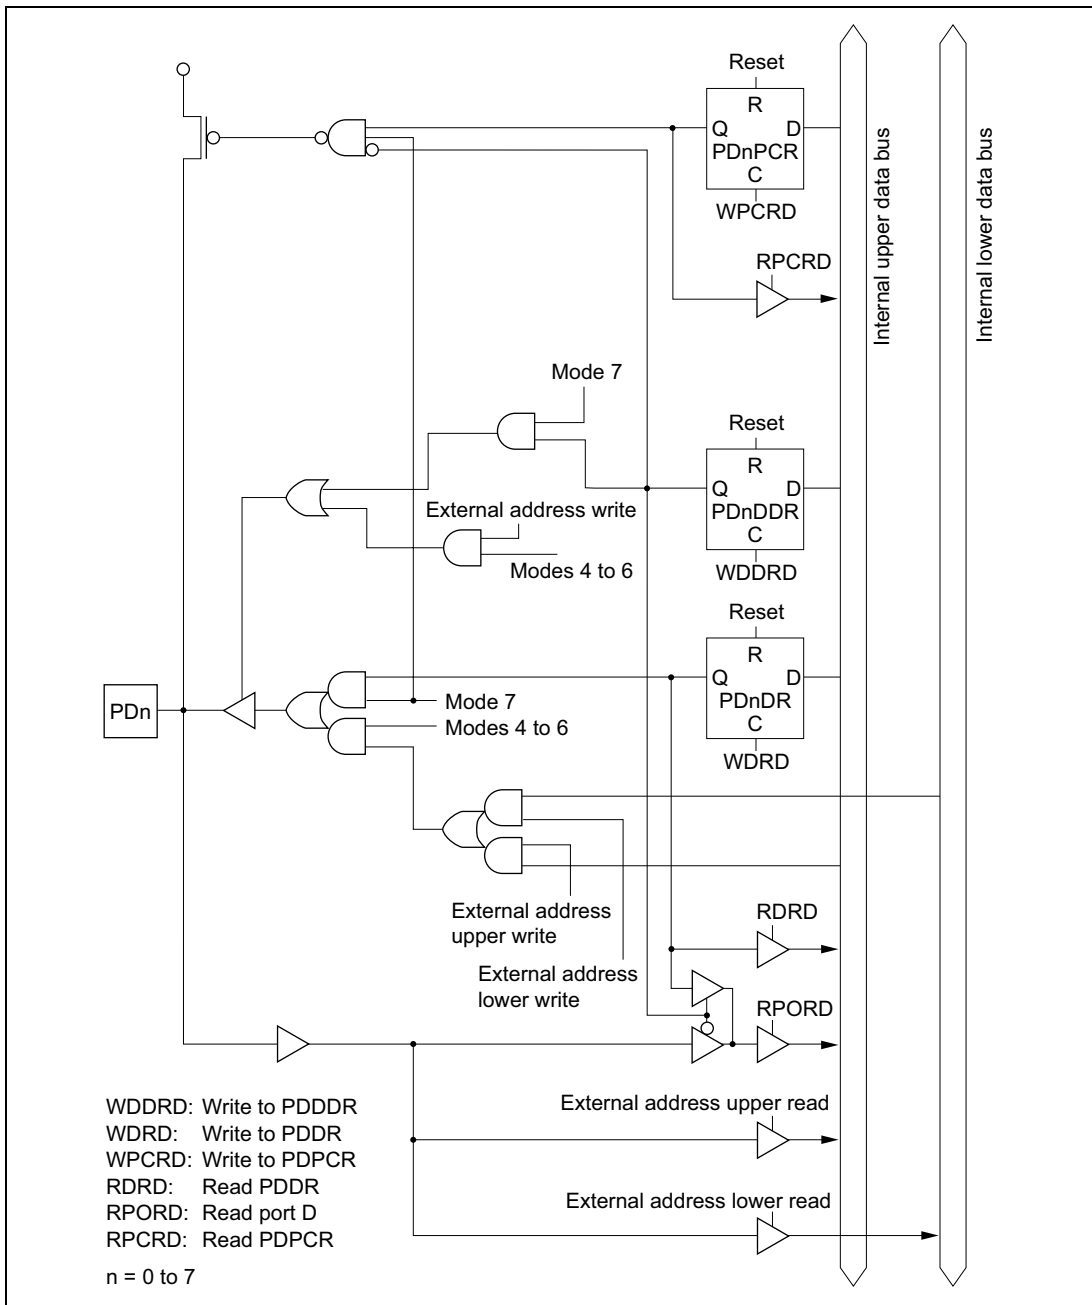 Reset
R
Q D
PDnPCR
C
WPCRD
RPCRD
Internal upper data bus
Internal lower data bus
Mode 7
Reset
R
Q D
PDnDDR
C
WDDRD
External address write
Modes 4 to 6
Reset
R
Q D
PDnDR
C
WDRD
PDn
Mode 7
Modes 4 to 6
External address
upper write
External address
lower write
RDRD
RPORD
External address upper read
External address lower read
WDDRD: Write to PDDDR
WDRD: Write to PDDR
WPCRD: Write to PDPCR
RDRD: Read PDDR
RPORD: Read port D
RPCRD: Read PDPCR
n = 0 to 7